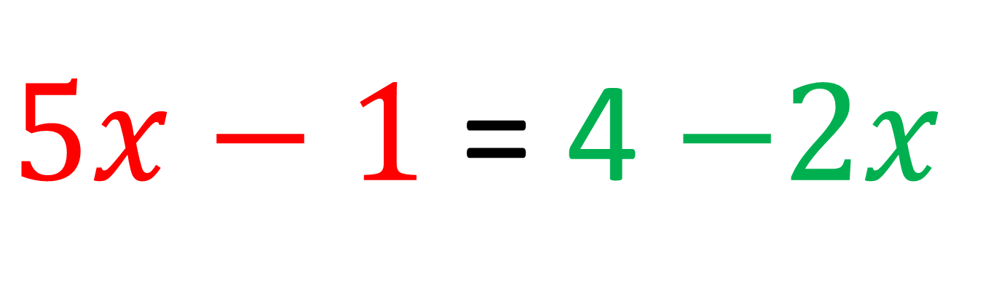 5x − 1 = 4 −2x